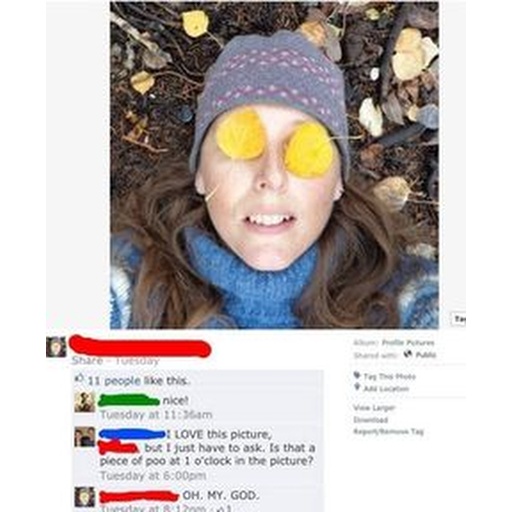 Share · Tuesday
11 people like this.
nice!
Tuesday at 11:36am
I LOVE this picture,
, but I just have to ask. Is that a
piece of poo at 1 o'clock in the picture?
Tuesday at 6:00pm
OH. MY. GOD.
Tuesday at 8:12pm · 1
Album: Profile Pictures
Shared with: Public
Tag This Photo
Add Location
View Larger
Download
Report/Remove Tag